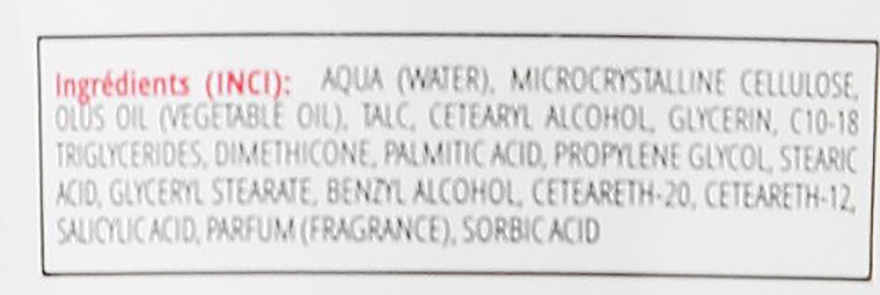 Ingrédients (INCI): AQUA (WATER), MICROCRYSTALLINE CELLULOSE,
OLUS OIL (VEGETABLE OIL), TALC, CETEARYL ALCOHOL, GLYCERIN, C10-18
TRIGLYCERIDES, DIMETHICONE, PALMITIC ACID, PROPYLENE GLYCOL, STEARIC
ACID, GLYCERYL STEARATE, BENZYL ALCOHOL, CETEARETH-20, CETEARETH-12,
SALICYLIC ACID, PARFUM (FRAGRANCE), SORBIC ACID